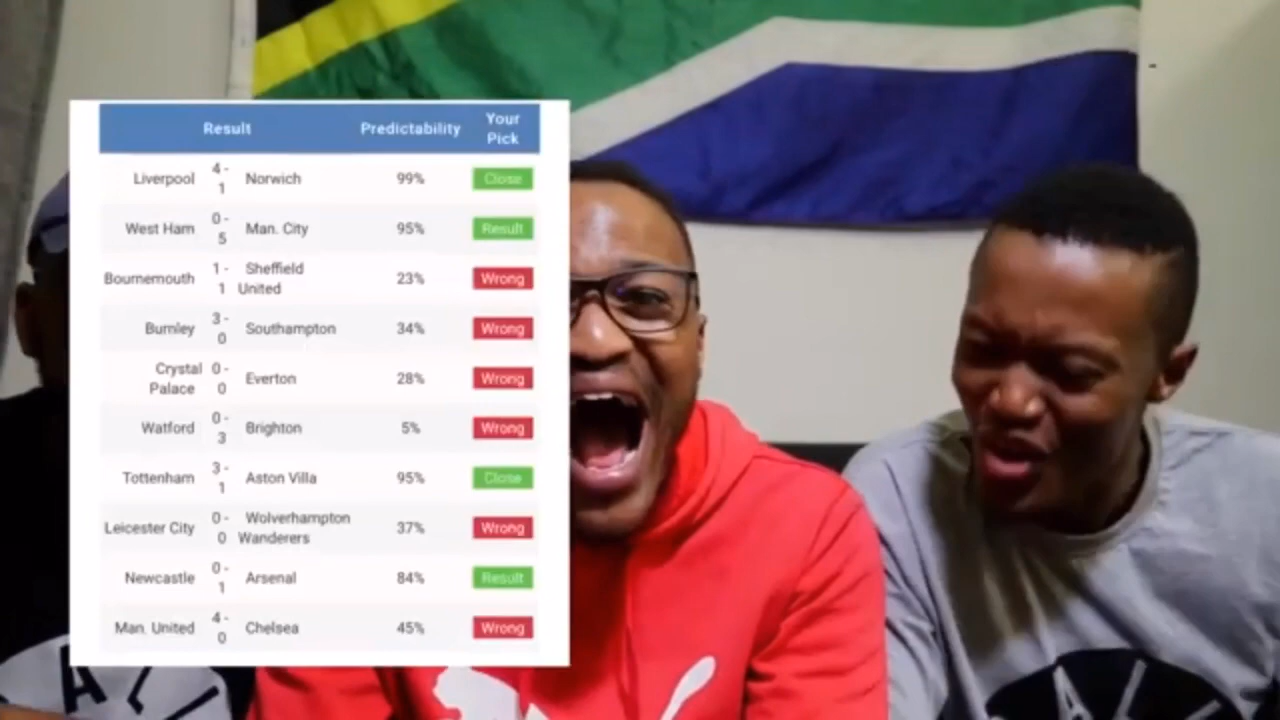 Result Predictability Your Pick
Liverpool 4 - 1 Norwich 99% Close
West Ham 0 - 5 Man. City 95% Result
Bournemouth 1 - 1 Sheffield United 23% Wrong
Burnley 3 - 0 Southampton 34% Wrong
Crystal Palace 0 - 0 Everton 28% Wrong
Watford 0 - 3 Brighton 5% Wrong
Tottenham 3 - 1 Aston Villa 95% Close
Leicester City 0 - 0 Wolverhampton Wanderers 37% Wrong
Newcastle 0 - 1 Arsenal 84% Result
Man. United 4 - 0 Chelsea 45% Wrong